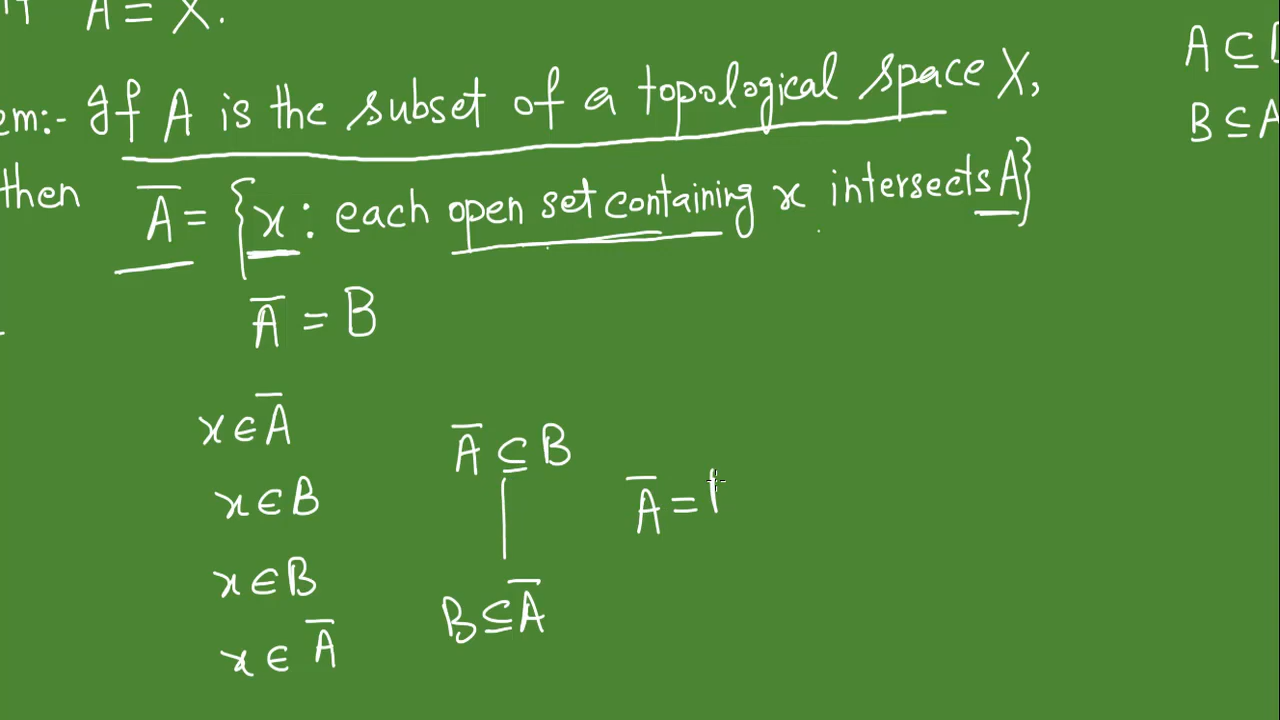 A = X.
A ⊆
em:- If A is the subset of a topological space X,
B ⊆ A
then Ā = {x : each open set containing x intersects A}
Ā = B
x ∈ Ā
Ā ⊆ B
x ∈ B
Ā =
x ∈ B
B ⊆ Ā
x ∈ Ā